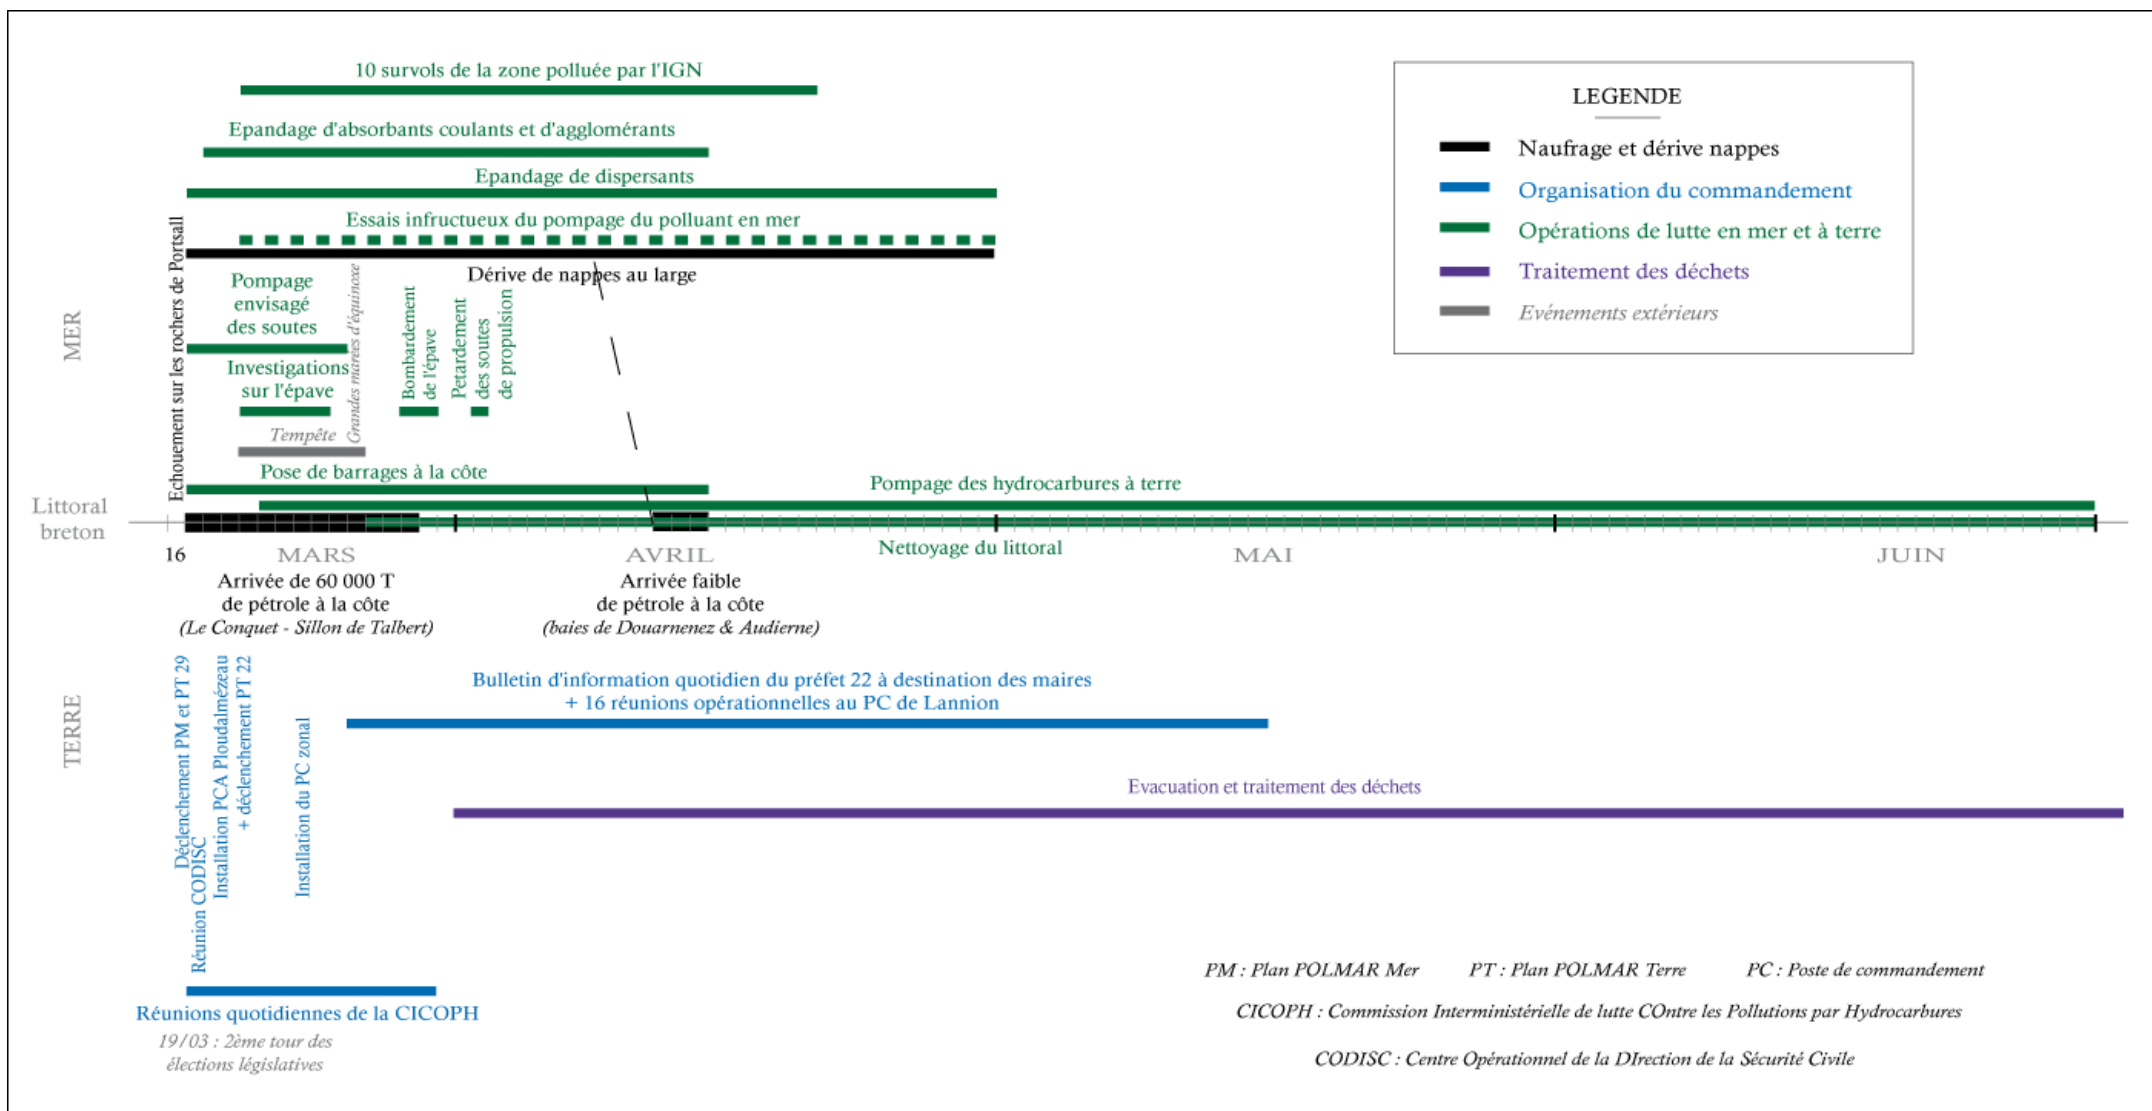 10 survols de la zone polluée par l'IGN
Epandage d'absorbants coulants et d'agglomérants
Epandage de dispersants
Essais infructueux du pompage du polluant en mer
Dérive de nappes au large
Echouement sur les rochers de Portsall
Pompage
envisagé
des soutes
Grandes marées d'équinoxe
Investigations
sur l'épave
Bombardement
de l'épave
Petardement
des soutes
de propulsion
Tempête
Pose de barrages à la côte
Pompage des hydrocarbures à terre
MER
LEGENDE
Naufrage et dérive nappes
Organisation du commandement
Opérations de lutte en mer et à terre
Traitement des déchets
Evénements extérieurs
Littoral
breton
16
MARS
AVRIL
Nettoyage du littoral
MAI
JUIN
Arrivée de 60 000 T
de pétrole à la côte
(Le Conquet - Sillon de Talbert)
Arrivée faible
de pétrole à la côte
(baies de Douarnenez & Audierne)
TERRE
Déclenchement PM et PT 29
Réunion CODISC
Installation PCA Ploudalmézeau
+ déclenchement PT 22
Installation du PC zonal
Bulletin d'information quotidien du préfet 22 à destination des maires
+ 16 réunions opérationnelles au PC de Lannion
Evacuation et traitement des déchets
Réunions quotidiennes de la CICOPH
19/03 : 2ème tour des
élections législatives
PM : Plan POLMAR Mer
PT : Plan POLMAR Terre
PC : Poste de commandement
CICOPH : Commission Interministérielle de lutte COntre les Pollutions par Hydrocarbures
CODISC : Centre Opérationnel de la DIrection de la Sécurité Civile